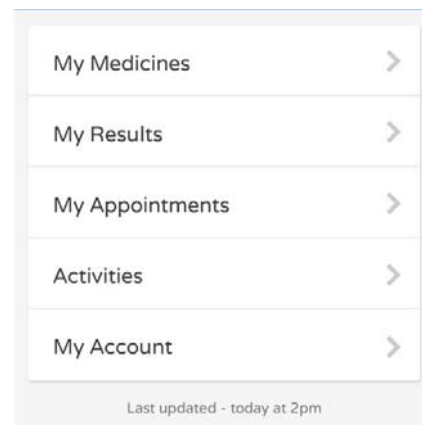 My Medicines
My Results
My Appointments
Activities
My Account
Last updated - today at 2pm